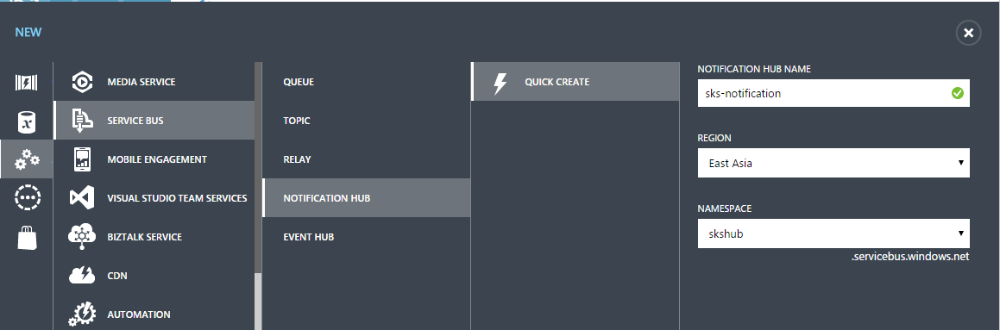 NEW
MEDIA SERVICE
SERVICE BUS
MOBILE ENGAGEMENT
VISUAL STUDIO TEAM SERVICES
BIZTALK SERVICE
CDN
AUTOMATION
QUEUE
TOPIC
RELAY
NOTIFICATION HUB
EVENT HUB
QUICK CREATE
NOTIFICATION HUB NAME
sks-notification
REGION
East Asia
NAMESPACE
skshub
.servicebus.windows.net